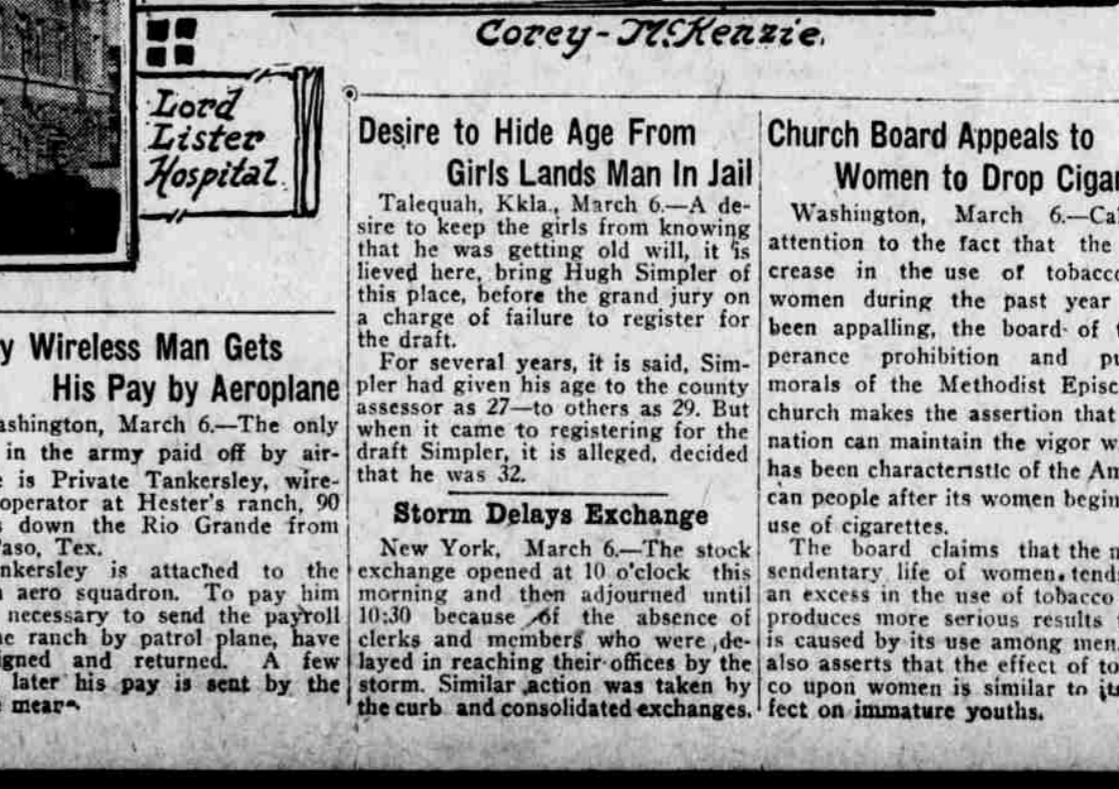 Corey-McKenzie.
Lord
Lister
Hospital.
y Wireless Man Gets
His Pay by Aeroplane
ashington, March 6.—The only
in the army paid off by air-
e is Private Tankersley, wire-
operator at Hester's ranch, 90
s down the Rio Grande from
Paso, Tex.
nkersley is attached to the
aero squadron. To pay him
necessary to send the payroll
e ranch by patrol plane, have
igned and returned. A few
later his pay is sent by the
Desire to Hide Age From
Girls Lands Man In Jail
Talequah, Kkla., March 6.—A de-
sire to keep the girls from knowing
that he was getting old will, it is
lieved here, bring Hugh Simpler of
this place, before the grand jury on
a charge of failure to register for
the draft.
For several years, it is said, Sim-
pler had given his age to the county
assessor as 27—to others as 29. But
when it came to registering for the
draft Simpler, it is alleged, decided
that he was 32.
Storm Delays Exchange
New York, March 6.—The stock
exchange opened at 10 o'clock this
morning and then adjourned until
10:30 because of the absence of
clerks and members who were de-
layed in reaching their offices by the
storm. Similar action was taken by
the curb and consolidated exchanges.
Church Board Appeals to
Women to Drop Cigar
Washington, March 6.—Ca
attention to the fact that the
crease in the use of tobacco
women during the past year
been appalling, the board of t
perance prohibition and pu
morals of the Methodist Episc
church makes the assertion that
nation can maintain the vigor w
has been characteristic of the Am
can people after its women begin
use of cigarettes.
The board claims that the m
sendentary life of women tend
an excess in the use of tobacco
produces more serious results
is caused by its use among men.
also asserts that the effect of to
co upon women is similar to it
fect on immature youths.